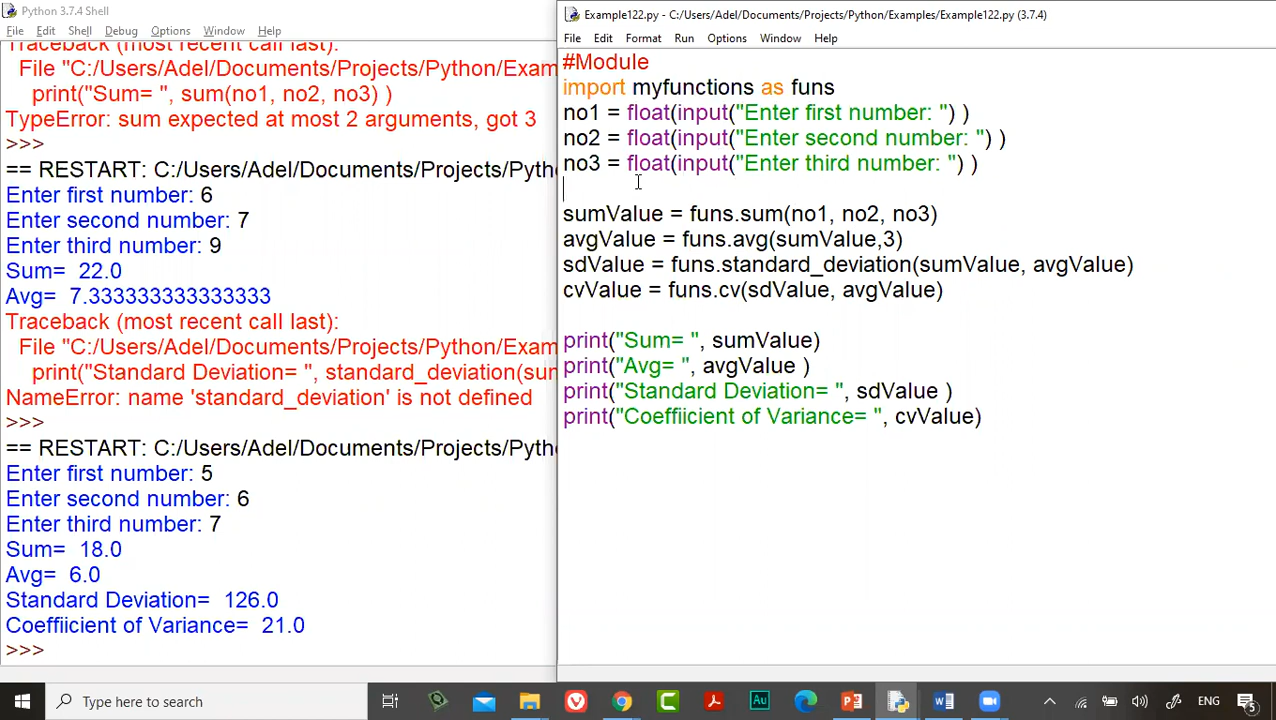 Python 3.7.4 Shell
File Edit Shell Debug Options Window Help
Traceback (most recent call last):
File "C:/Users/Adel/Documents/Projects/Python/Exam
print("Sum= ", sum(no1, no2, no3) )
TypeError: sum expected at most 2 arguments, got 3
>>>
== RESTART: C:/Users/Adel/Documents/Projects/Pytho
Enter first number: 6
Enter second number: 7
Enter third number: 9
Sum= 22.0
Avg= 7.333333333333333
Traceback (most recent call last):
File "C:/Users/Adel/Documents/Projects/Python/Exam
print("Standard Deviation= ", standard_deviation(sum
NameError: name 'standard_deviation' is not defined
>>>
== RESTART: C:/Users/Adel/Documents/Projects/Pytho
Enter first number: 5
Enter second number: 6
Enter third number: 7
Sum= 18.0
Avg= 6.0
Standard Deviation= 126.0
Coeffiicient of Variance= 21.0
>>>
Example122.py - C:/Users/Adel/Documents/Projects/Python/Examples/Example122.py (3.7.4)
File Edit Format Run Options Window Help
#Module
import myfunctions as funs
no1 = float(input("Enter first number: ") )
no2 = float(input("Enter second number: ") )
no3 = float(input("Enter third number: ") )
sumValue = funs.sum(no1, no2, no3)
avgValue = funs.avg(sumValue,3)
sdValue = funs.standard_deviation(sumValue, avgValue)
cvValue = funs.cv(sdValue, avgValue)
print("Sum= ", sumValue)
print("Avg= ", avgValue )
print("Standard Deviation= ", sdValue )
print("Coeffiicient of Variance= ", cvValue)
Type here to search
Au
ENG
5